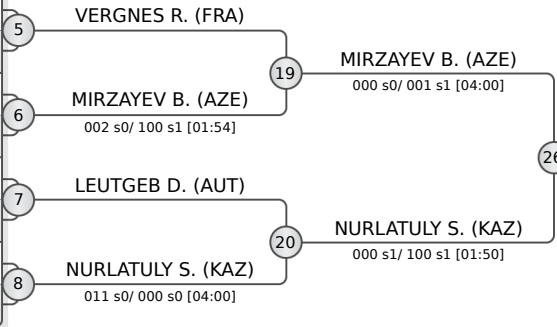 VERGNES R. (FRA)
5
19
MIRZAYEV B. (AZE)
000 s0/ 001 s1 [04:00]
MIRZAYEV B. (AZE)
6
002 s0/ 100 s1 [01:54]
26
LEUTGEB D. (AUT)
7
20
NURLATULY S. (KAZ)
000 s1/ 100 s1 [01:50]
NURLATULY S. (KAZ)
8
011 s0/ 000 s0 [04:00]